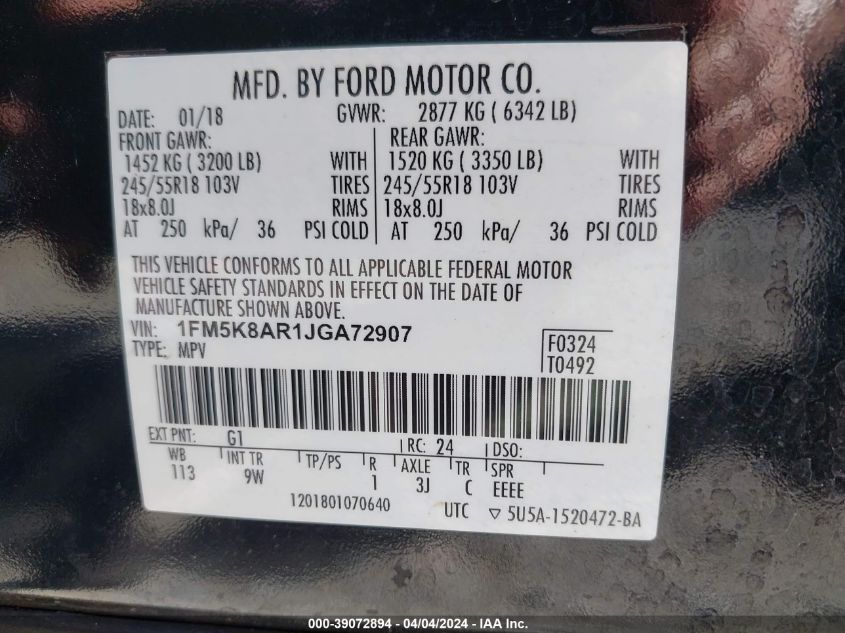 MFD. BY FORD MOTOR CO.
DATE: 01/18 GVWR: 2877 KG ( 6342 LB)
FRONT GAWR: REAR GAWR:
1452 KG ( 3200 LB) WITH 1520 KG ( 3350 LB) WITH
245/55R18 103V TIRES 245/55R18 103V TIRES
18x8.0J RIMS 18x8.0J RIMS
AT 250 kPa/ 36 PSI COLD AT 250 kPa/ 36 PSI COLD
THIS VEHICLE CONFORMS TO ALL APPLICABLE FEDERAL MOTOR
VEHICLE SAFETY STANDARDS IN EFFECT ON THE DATE OF
MANUFACTURE SHOWN ABOVE.
VIN: 1FM5K8AR1JGA72907 F0324
TYPE: MPV T0492
EXT PNT: G1 RC: 24 DSO:
WB INT TR TP/PS R AXLE TR SPR
113 9W 1 3J C EEEE
1201801070640 UTC ▽ 5U5A-1520472-BA
000-39072894 - 04/04/2024 - IAA Inc.